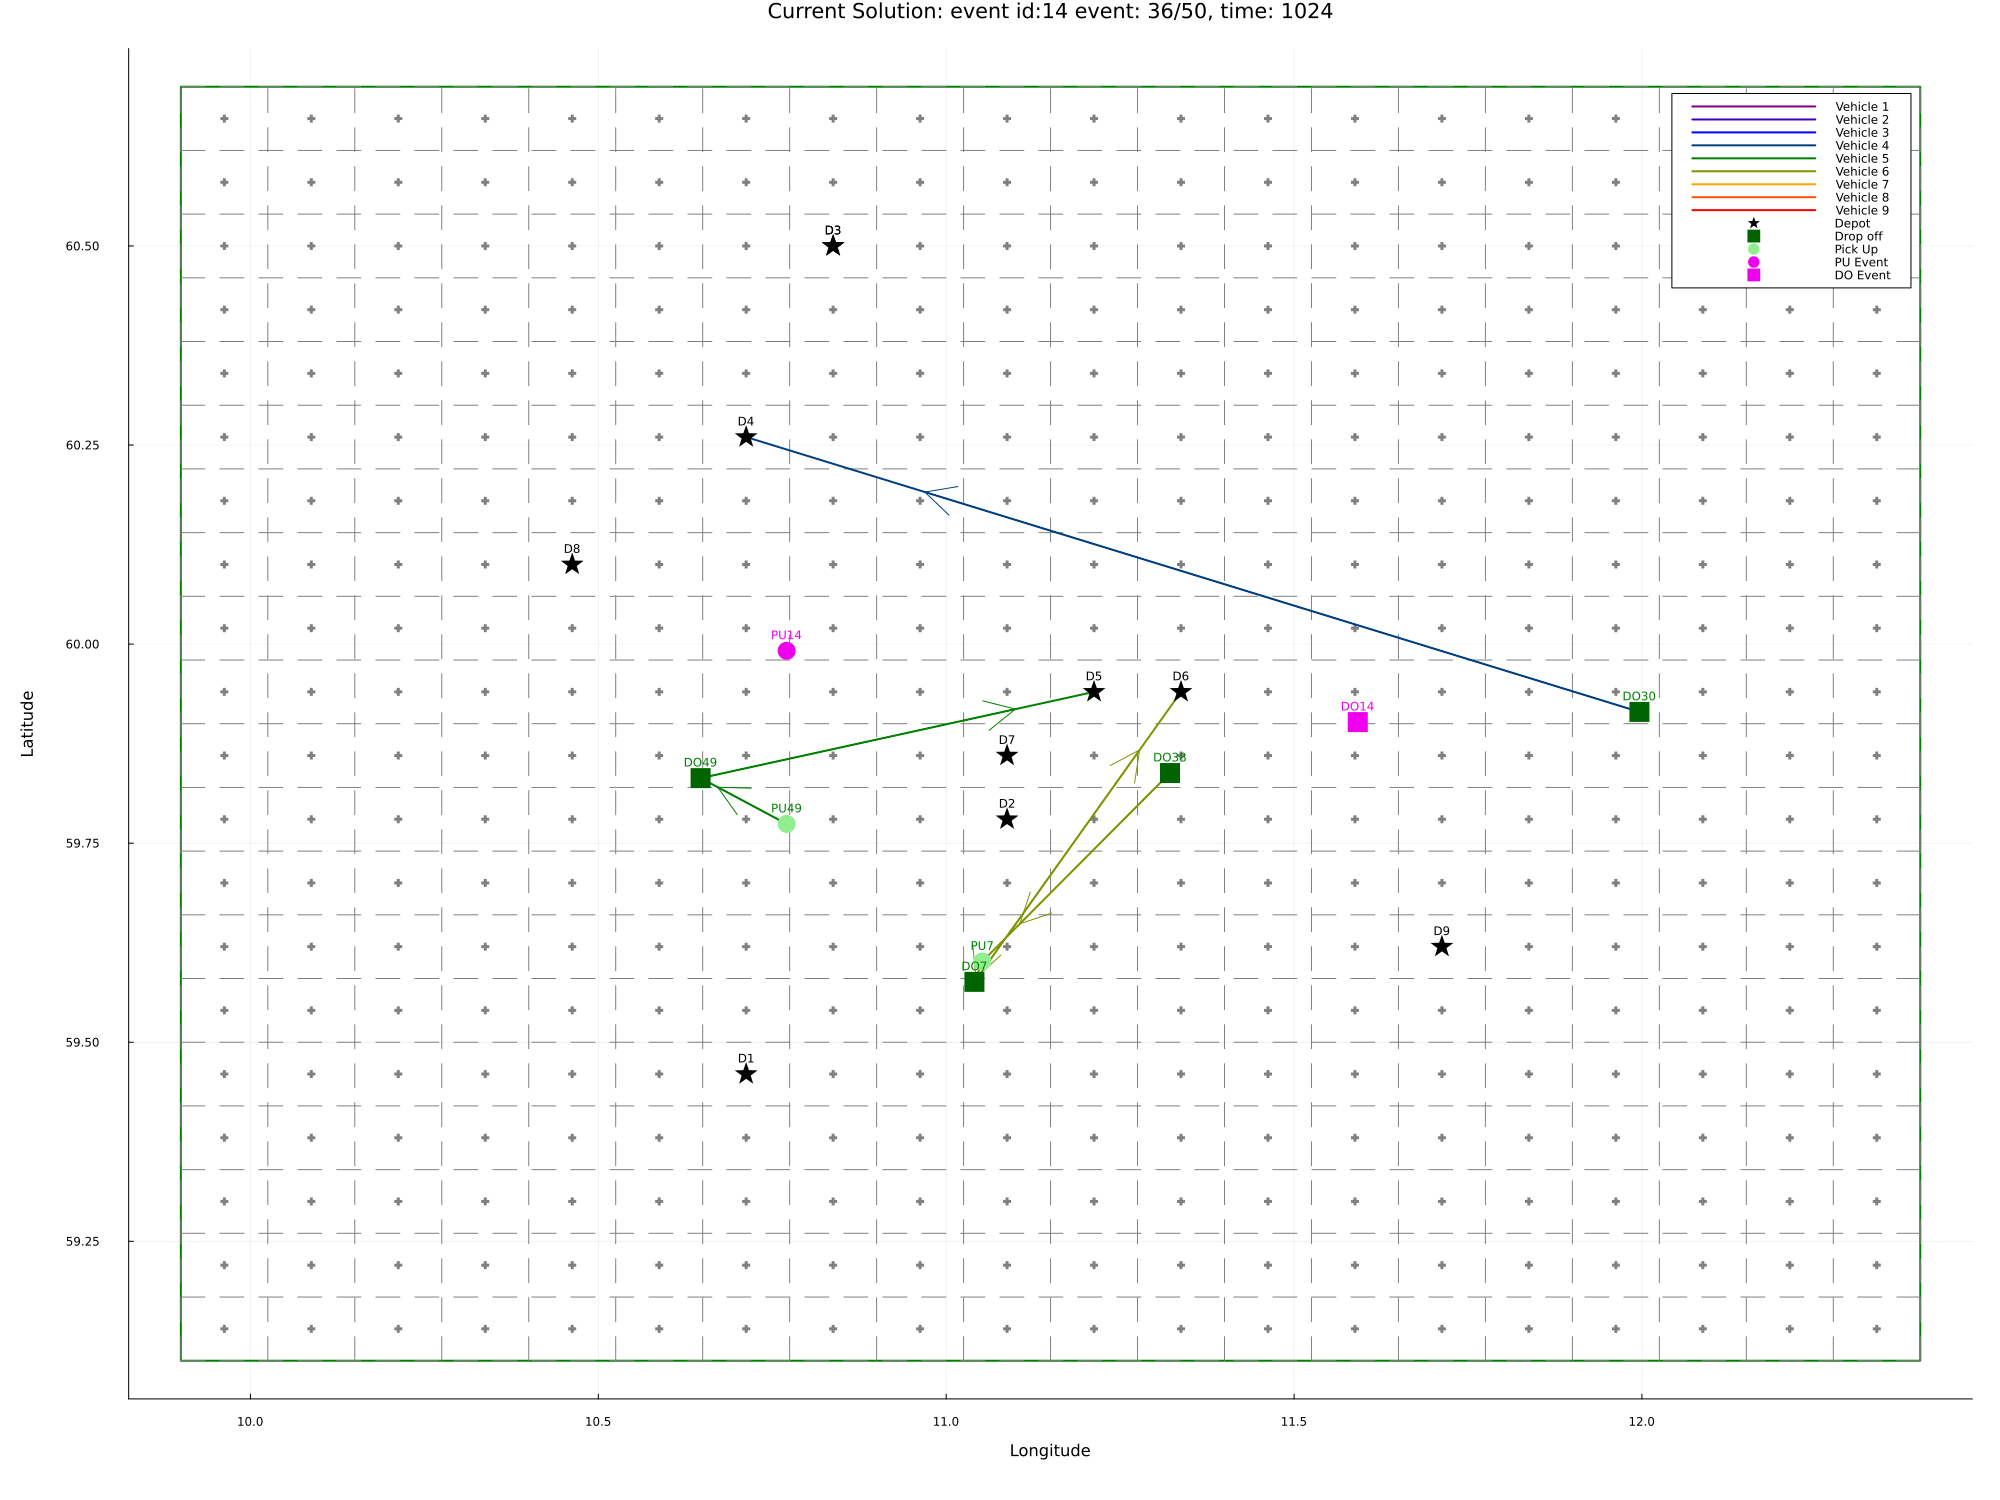 Current Solution: event id:14 event: 36/50, time: 1024
Vehicle 1
Vehicle 2
Vehicle 3
Vehicle 4
Vehicle 5
Vehicle 6
Vehicle 7
Vehicle 8
Vehicle 9
Depot
Drop off
Pick Up
PU Event
DO Event
60.50
60.25
60.00
59.75
59.50
59.25
Latitude
D3
D4
D8
PU14
D5
D6
DO30
DO14
D7
DO38
DO49
D2
PU49
D9
PU7
DO7
D1
10.0
10.5
11.0
11.5
12.0
Longitude